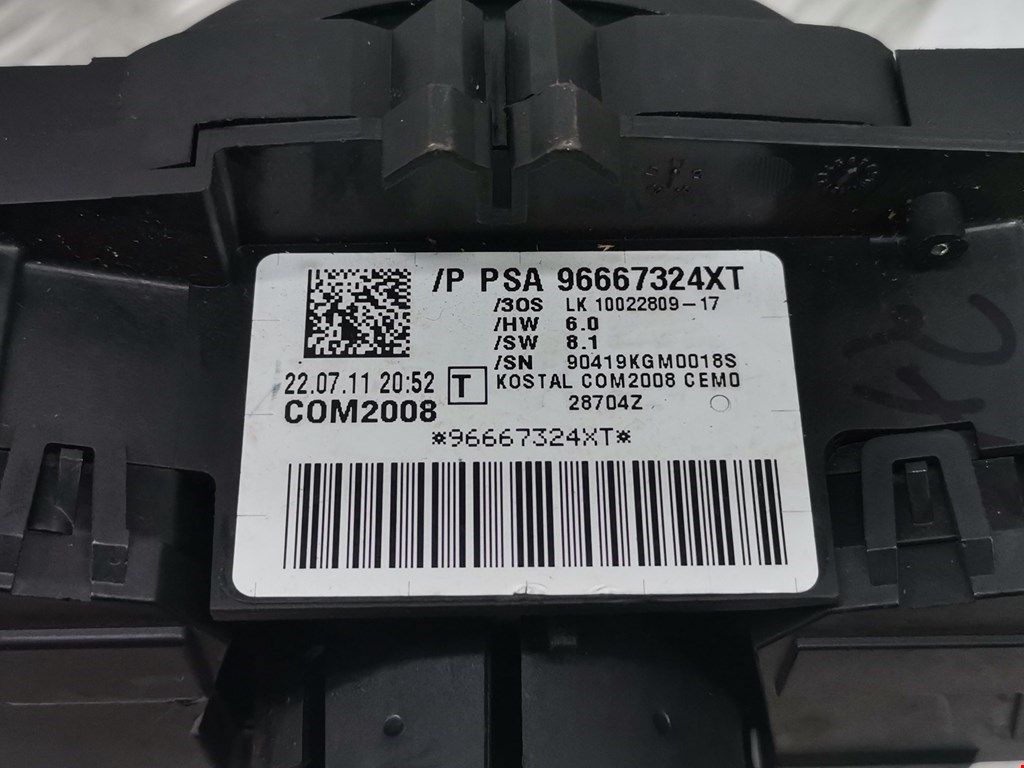 /P PSA 96667324XT
/3OS LK 10022809-17
/HW 6.0
/SW 8.1
/SN 90419KGM0018S
22.07.11 20:52 T KOSTAL COM2008 CEM0
COM2008 28704Z
*96667324XT*